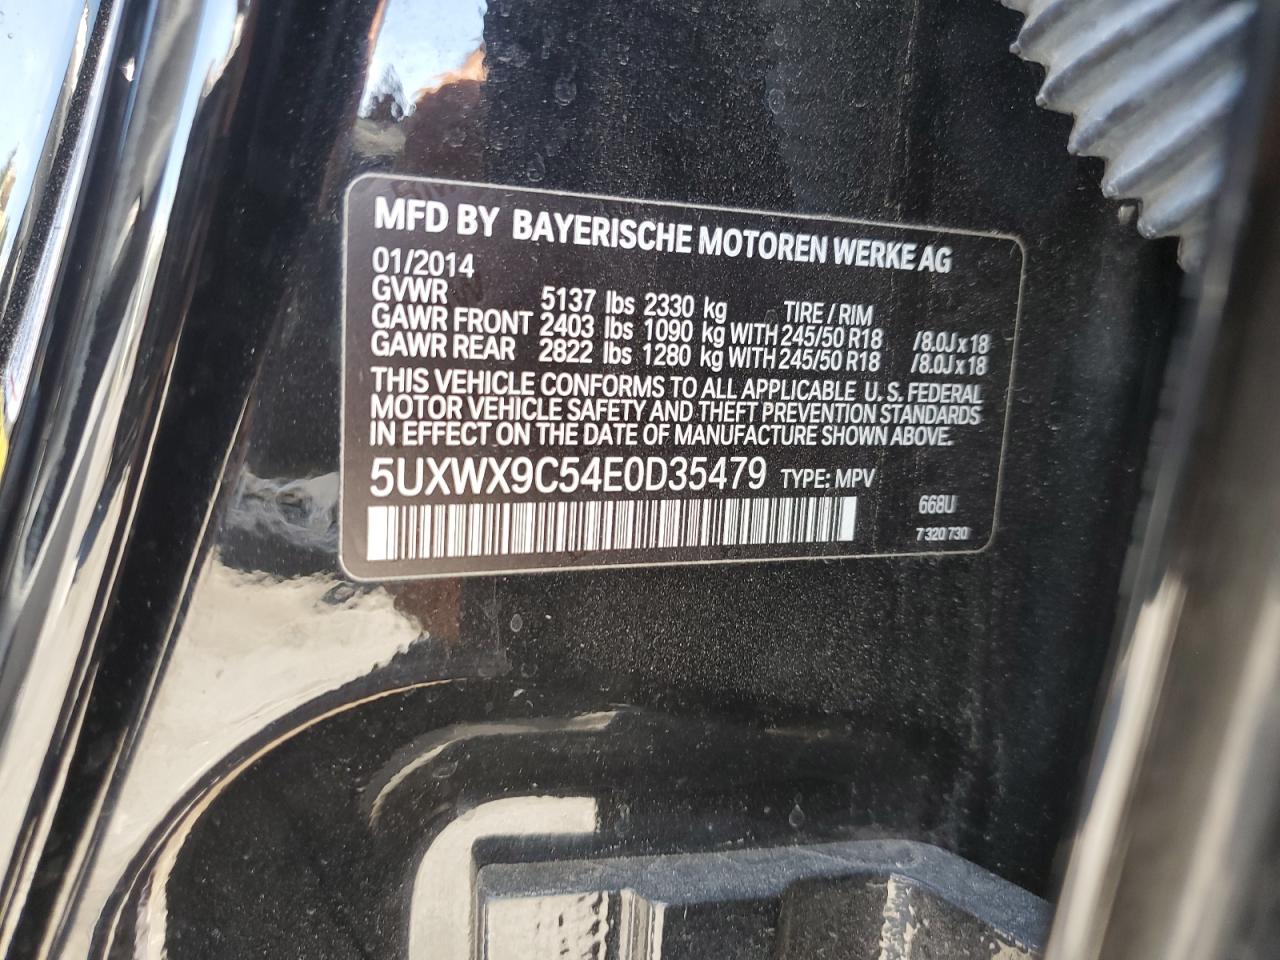 MFD BY BAYERISCHE MOTOREN WERKE AG
01/2014
GVWR 5137 lbs 2330 kg TIRE / RIM
GAWR FRONT 2403 lbs 1090 kg WITH 245/50 R18 /8.0J x 18
GAWR REAR 2822 lbs 1280 kg WITH 245/50 R18 /8.0J x 18
THIS VEHICLE CONFORMS TO ALL APPLICABLE U.S. FEDERAL
MOTOR VEHICLE SAFETY AND THEFT PREVENTION STANDARDS
IN EFFECT ON THE DATE OF MANUFACTURE SHOWN ABOVE.
5UXWX9C54E0D35479 TYPE: MPV
668U
7 320 730